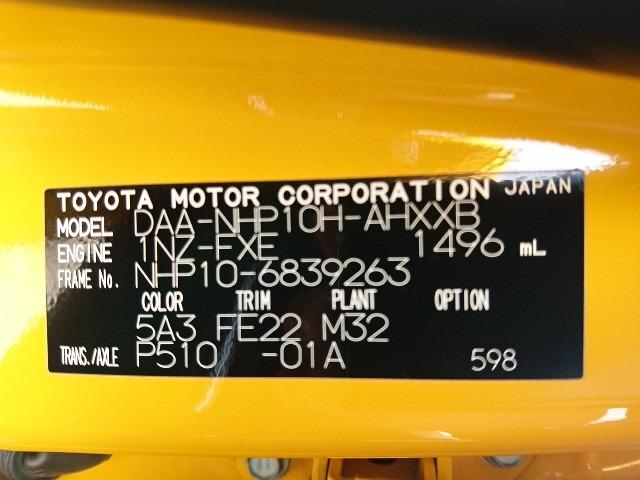 TOYOTA MOTOR CORPORATION JAPAN
MODEL DAA-NHP10H-AHXXB
ENGINE 1NZ-FXE 1496 mL
FRAME No. NHP10-6839263
COLOR TRIM PLANT OPTION
5A3 FE22 M32
TRANS./AXLE P510 -01A 598